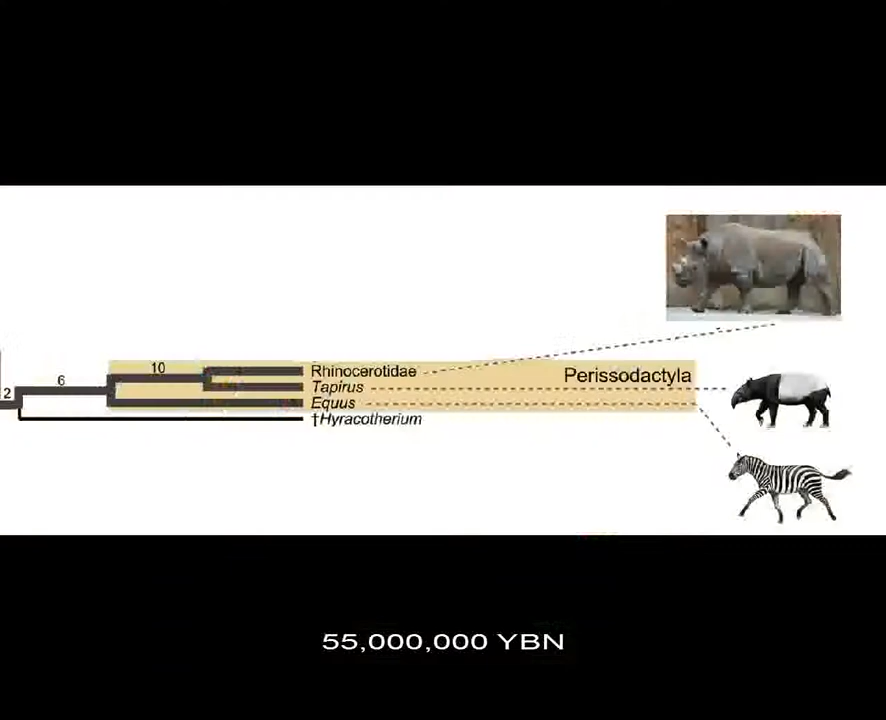 10
6
2
Rhinocerotidae
Perissodactyla
Tapirus
Equus
†Hyracotherium
55,000,000 YBN